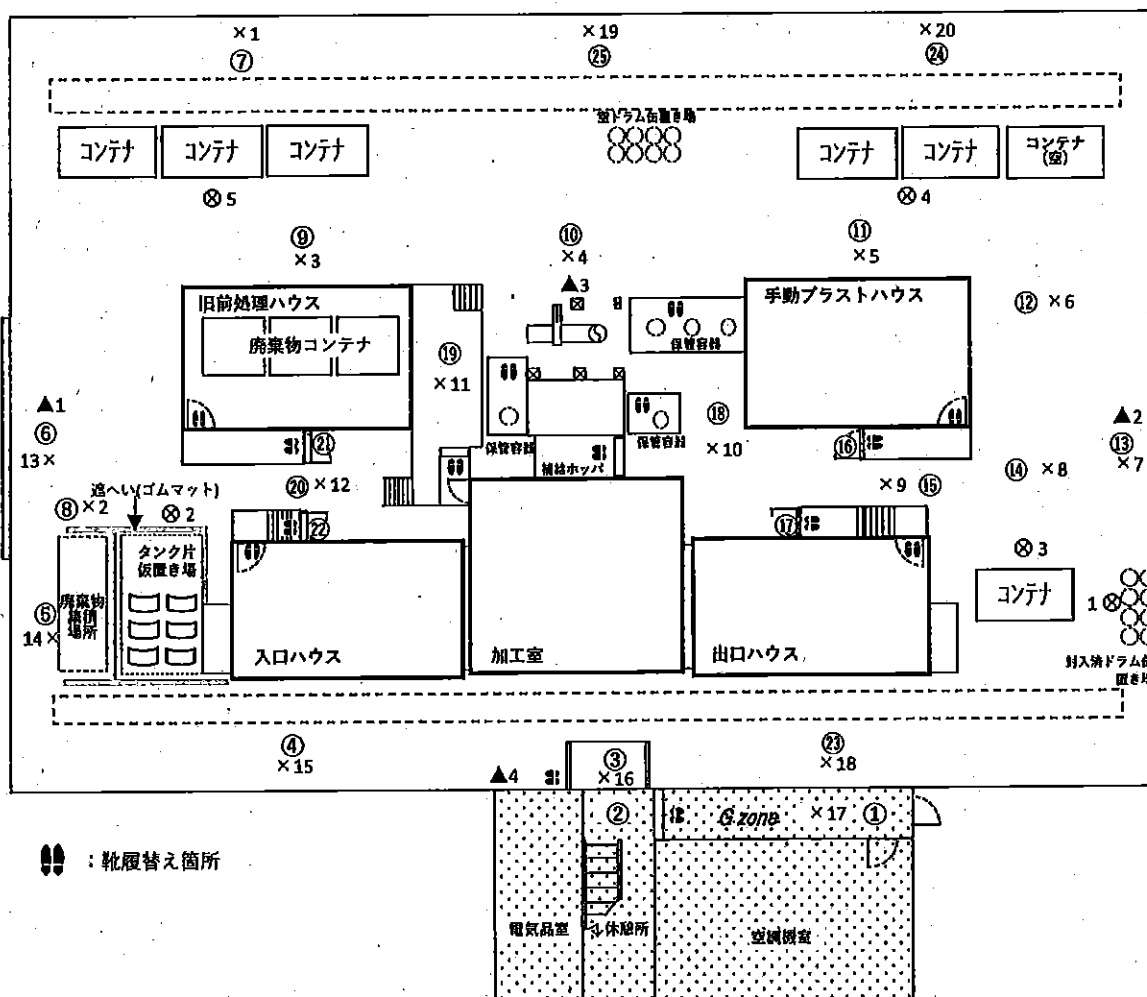 ×1
×19
×20
⑦
㉕
㉔
空ドラム缶置き場
コンテナ
コンテナ
コンテナ
コンテナ
コンテナ
コンテナ
(空)
⊗5
⊗4
⑨
×3
⑩
×4
⑪
×5
▲3
旧前処理ハウス
廃棄物コンテナ
手動ブラストハウス
⑫ ×6
保管容器
⑲
×11
▲1
⑥
13×
⑱
×10
▲2
⑬
×7
保管容器
保管容器
補給ホッパ
㉑
⑯
⑭ ×8
遮へい(ゴムマット)
⑳ ×12
×9 ⑮
⑧ ×2
⊗2
㉒
⑰
⊗3
タンク片
仮置き場
コンテナ
1⊗
⑤
14×
廃棄物
場所
入口ハウス
加工室
出口ハウス
封入済ドラム缶
置き場
④
×15
③
×16
㉓
×18
▲4
②
G zone
×17 ①
:靴履替え箇所
電気品室
休憩所
空調機室